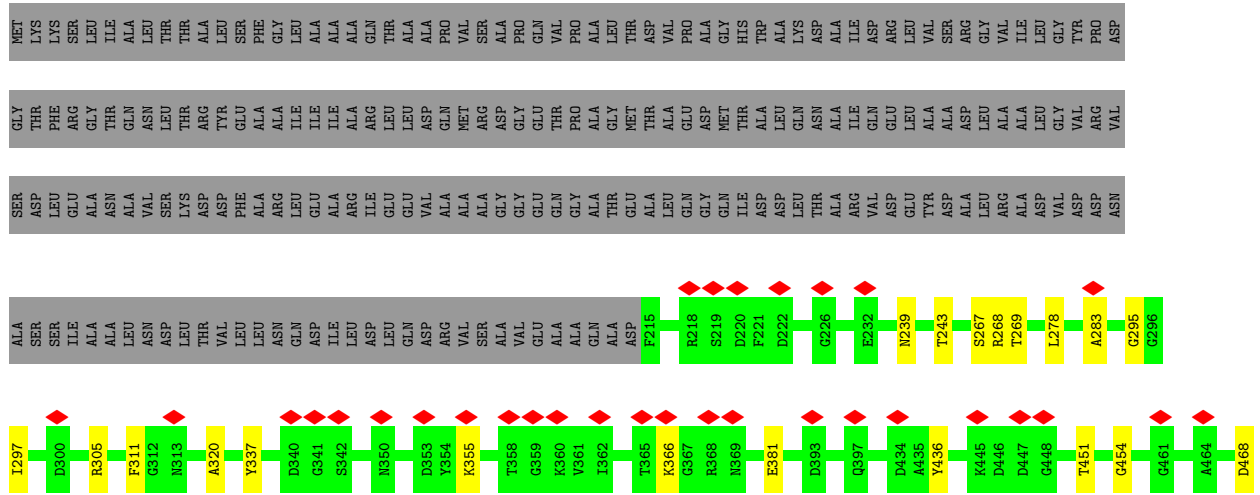 MET LYS LYS SER LEU ILE ALA LEU THR THR ALA LEU SER PHE GLY LEU ALA ALA ALA GLN THR ALA ALA PRO VAL SER ALA PRO GLN VAL PRO ALA LEU THR ASP VAL PRO ALA GLY HIS TRP ALA LYS ASP ALA ILE ASP ARG LEU VAL SER ARG GLY VAL ILE LEU GLY TYR PRO ASP
GLY THR PHE ARG GLY THR GLN ASN LEU THR ARG TYR GLU ALA ALA ILE ILE ILE ALA ARG LEU LEU ASP GLN MET ARG ASP GLY GLU THR PRO ALA GLY MET THR ALA GLU ASP MET THR ALA LEU GLN ASN ALA ILE GLN GLU LEU ALA ALA ASP LEU ALA ALA LEU GLY VAL ARG VAL
SER ASP LEU GLU ALA ASN ALA VAL SER LYS ASP ASP PHE ALA ARG LEU GLU ALA ARG ILE GLU GLU VAL ALA ALA ALA GLY GLY GLU GLN GLY ALA THR GLU ALA LEU GLN GLY GLN ILE ASP ASP LEU THR ALA ARG VAL ASP GLU TYR ASP ALA LEU ARG ALA ASP VAL ASP ASP ASN
ALA SER SER ILE ALA ALA LEU ASN ASP LEU THR VAL LEU LEU ASN GLN ASP ILE LEU ASP LEU GLN ASP ARG VAL SER ALA VAL GLU ALA ALA GLN ALA ASP F215 R218 S219 D220 F221 D222 G226 E232 N239 T243 S267 R268 T269 L278 A283 G295 G296
I297 D300 R305 F311 G312 N313 A320 Y337 D340 G341 S342 N350 D353 Y354 K355 T358 G359 K360 V361 I362 T365 K366 G367 R368 N369 E381 D393 Q397 D434 A435 Y436 K445 D446 D447 G448 T451 G454 G461 A464 D468